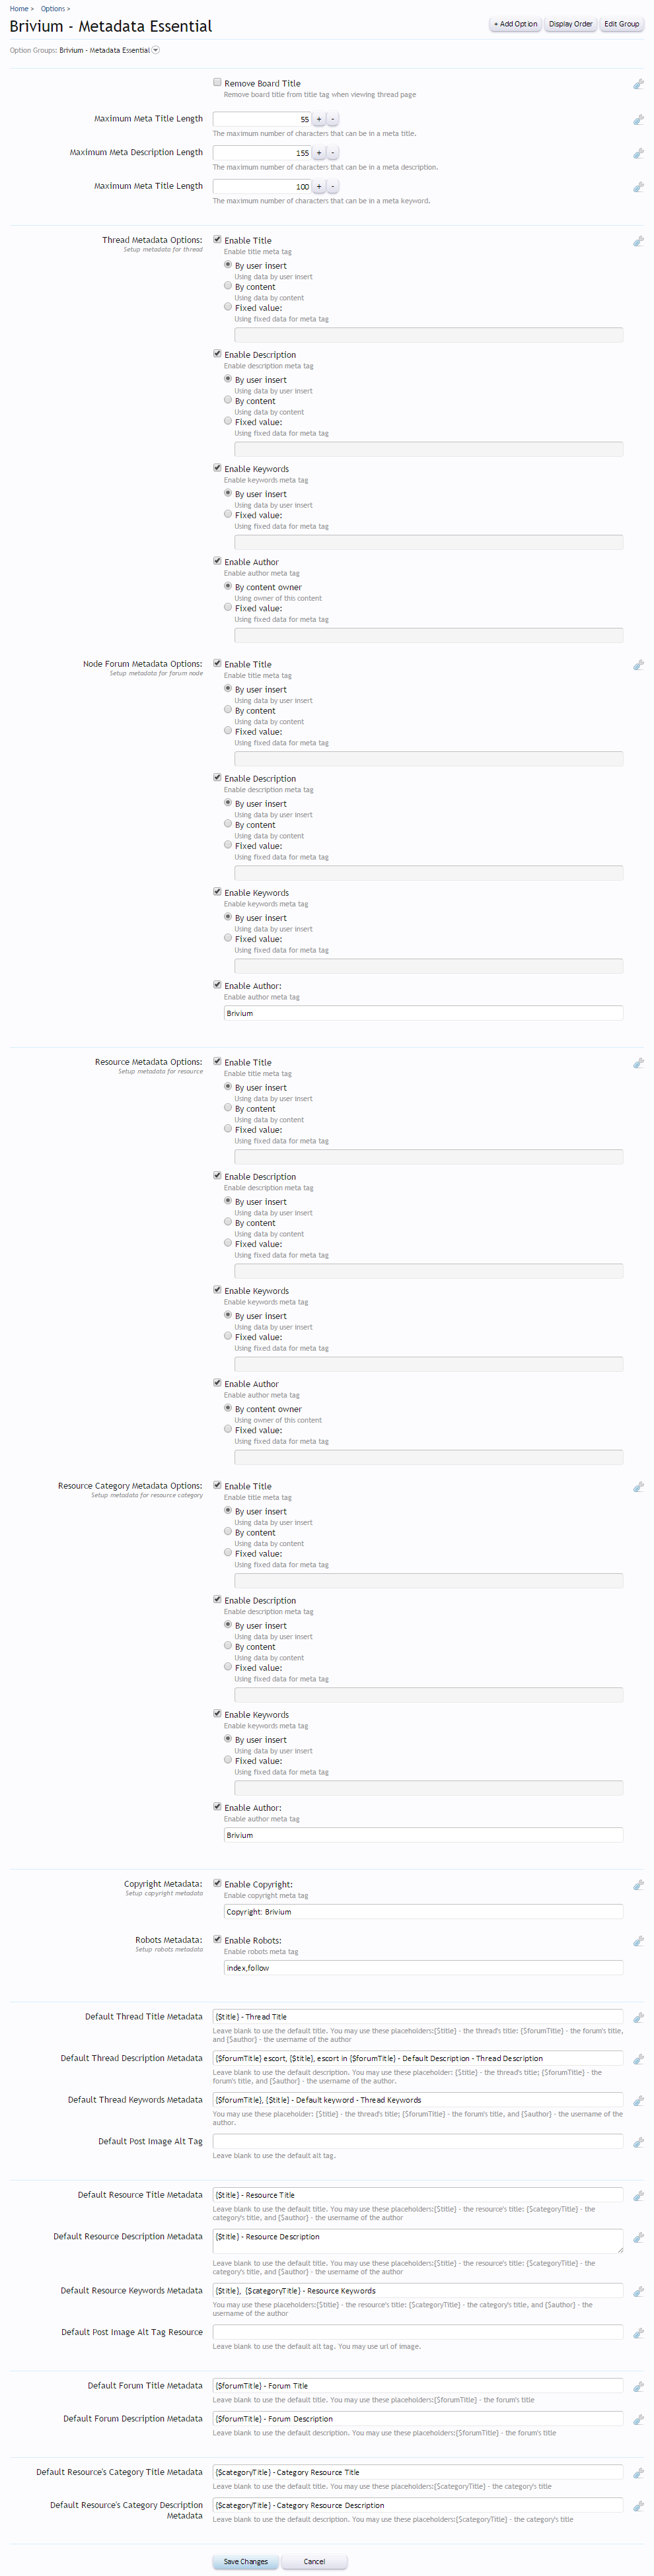 Home >   Options >
Brivium - Metadata Essential
+ Add Option   Display Order   Edit Group
Option Groups: Brivium - Metadata Essential
Remove Board Title
Remove board title from title tag when viewing thread page
Maximum Meta Title Length   55   +   -
The maximum number of characters that can be in a meta title.
Maximum Meta Description Length   155   +   -
The maximum number of characters that can be in a meta description.
Maximum Meta Title Length   100   +   -
The maximum number of characters that can be in a meta keyword.
Thread Metadata Options:   Enable Title
Setup metadata for thread   Enable title meta tag
By user insert
Using data by user insert
By content
Using data by content
Fixed value:
Using fixed data for meta tag
Enable Description
Enable description meta tag
By user insert
Using data by user insert
By content
Using data by content
Fixed value:
Using fixed data for meta tag
Enable Keywords
Enable keywords meta tag
By user insert
Using data by user insert
Fixed value:
Using fixed data for meta tag
Enable Author
Enable author meta tag
By content owner
Using owner of this content
Fixed value:
Using fixed data for meta tag
Node Forum Metadata Options:   Enable Title
Setup metadata for forum node   Enable title meta tag
By user insert
Using data by user insert
By content
Using data by content
Fixed value:
Using fixed data for meta tag
Enable Description
Enable description meta tag
By user insert
Using data by user insert
By content
Using data by content
Fixed value:
Using fixed data for meta tag
Enable Keywords
Enable keywords meta tag
By user insert
Using data by user insert
Fixed value:
Using fixed data for meta tag
Enable Author:
Enable author meta tag
Brivium
Resource Metadata Options:   Enable Title
Setup metadata for resource   Enable title meta tag
By user insert
Using data by user insert
By content
Using data by content
Fixed value:
Using fixed data for meta tag
Enable Description
Enable description meta tag
By user insert
Using data by user insert
By content
Using data by content
Fixed value:
Using fixed data for meta tag
Enable Keywords
Enable keywords meta tag
By user insert
Using data by user insert
Fixed value:
Using fixed data for meta tag
Enable Author
Enable author meta tag
By content owner
Using owner of this content
Fixed value:
Using fixed data for meta tag
Resource Category Metadata Options:   Enable Title
Setup metadata for resource category   Enable title meta tag
By user insert
Using data by user insert
By content
Using data by content
Fixed value:
Using fixed data for meta tag
Enable Description
Enable description meta tag
By user insert
Using data by user insert
By content
Using data by content
Fixed value:
Using fixed data for meta tag
Enable Keywords
Enable keywords meta tag
By user insert
Using data by user insert
Fixed value:
Using fixed data for meta tag
Enable Author:
Enable author meta tag
Brivium
Copyright Metadata:   Enable Copyright:
Setup copyright metadata   Enable copyright meta tag
Copyright: Brivium
Robots Metadata:   Enable Robots:
Setup robots metadata   Enable robots meta tag
index,follow
Default Thread Title Metadata   {$title} - Thread Title
Leave blank to use the default title. You may use these placeholders:{$title} - the thread's title: {$forumTitle} - the forum's title,
and {$author} - the username of the author
Default Thread Description Metadata   {$forumTitle} escort, {$title}, escort in {$forumTitle} - Default Description - Thread Description
Leave blank to use the default description. You may use these placeholder: {$title} - the thread's title; {$forumTitle} - the
forum's title, and {$author} - the username of the author.
Default Thread Keywords Metadata   {$forumTitle}, {$title} - Default keyword - Thread Keywords
You may use these placeholder: {$title} - the thread's title; {$forumTitle} - the forum's title, and {$author} - the username of the
author.
Default Post Image Alt Tag
Leave blank to use the default alt tag.
Default Resource Title Metadata   {$title} - Resource Title
Leave blank to use the default title. You may use these placeholders:{$title} - the resource's title: {$categoryTitle} - the
category's title, and {$author} - the username of the author
Default Resource Description Metadata   {$title} - Resource Description
Leave blank to use the default title. You may use these placeholders:{$title} - the resource's title: {$categoryTitle} - the
category's title, and {$author} - the username of the author
Default Resource Keywords Metadata   {$title}, {$categoryTitle} - Resource Keywords
You may use these placeholders:{$title} - the resource's title: {$categoryTitle} - the category's title, and {$author} - the
username of the author
Default Post Image Alt Tag Resource
Leave blank to use the default alt tag. You may use url of image.
Default Forum Title Metadata   {$forumTitle} - Forum Title
Leave blank to use the default title. You may use these placeholders:{$forumTitle} - the forum's title
Default Forum Description Metadata   {$forumTitle} - Forum Description
Leave blank to use the default description. You may use these placeholders:{$forumTitle} - the forum's title
Default Resource's Category Title Metadata   {$categoryTitle} - Category Resource Title
Leave blank to use the default title. You may use these placeholders:{$categoryTitle} - the category's title
Default Resource's Category Description   {$categoryTitle} - Category Resource Description
Metadata   Leave blank to use the default description. You may use these placeholders:{$categoryTitle} - the category's title
Save Changes   Cancel